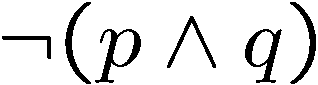 ¬(p ∧ q)